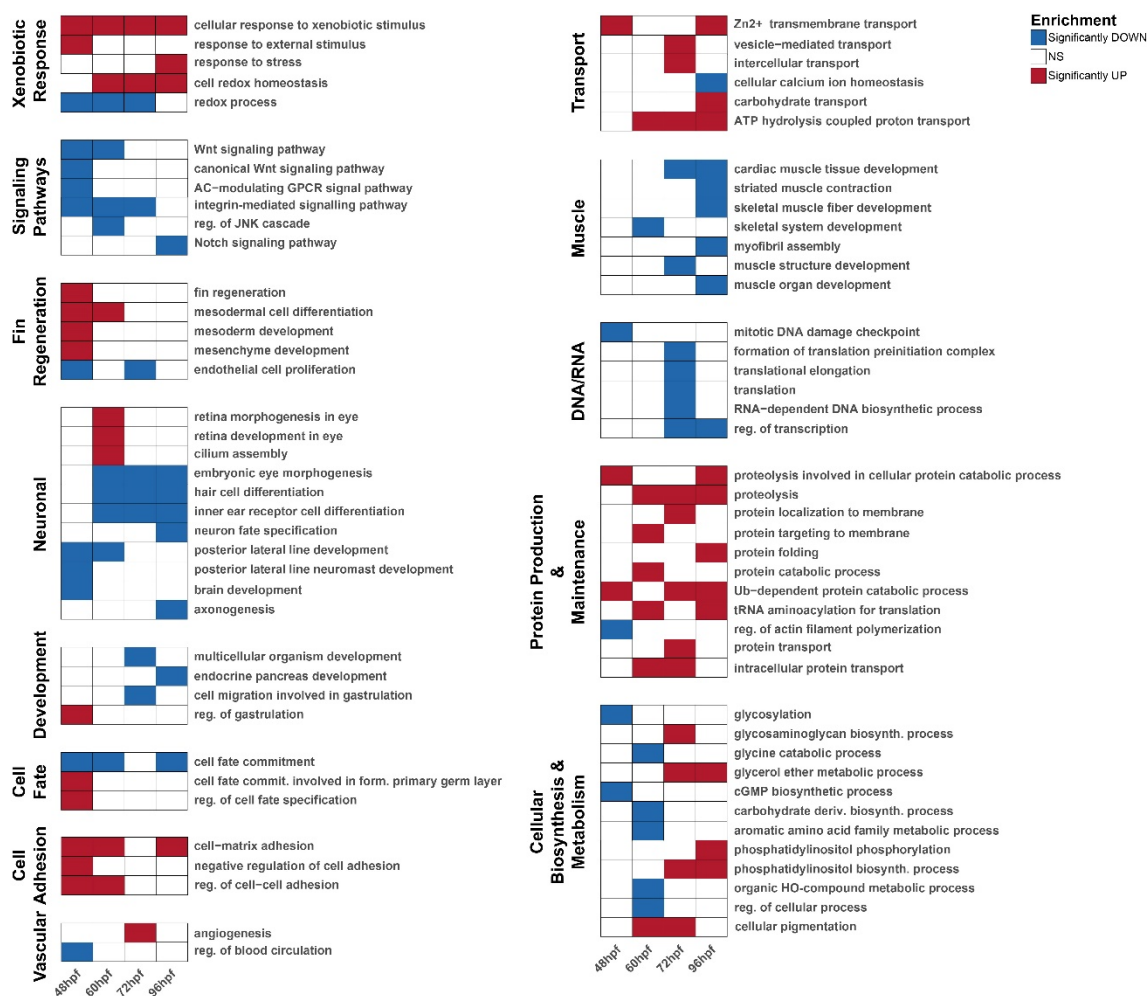 Xenobiotic
Response
cellular response to xenobiotic stimulus
response to external stimulus
response to stress
cell redox homeostasis
redox process
Signaling
Pathways
Wnt signaling pathway
canonical Wnt signaling pathway
AC−modulating GPCR signal pathway
integrin−mediated signalling pathway
reg. of JNK cascade
Notch signaling pathway
Fin
Regeneration
fin regeneration
mesodermal cell differentiation
mesoderm development
mesenchyme development
endothelial cell proliferation
Neuronal
retina morphogenesis in eye
retina development in eye
cilium assembly
embryonic eye morphogenesis
hair cell differentiation
inner ear receptor cell differentiation
neuron fate specification
posterior lateral line development
posterior lateral line neuromast development
brain development
axonogenesis
Development
multicellular organism development
endocrine pancreas development
cell migration involved in gastrulation
reg. of gastrulation
Cell
Fate
cell fate commitment
cell fate commit. involved in form. primary germ layer
reg. of cell fate specification
Cell
Adhesion
cell−matrix adhesion
negative regulation of cell adhesion
reg. of cell−cell adhesion
Vascular
angiogenesis
reg. of blood circulation
48hpf
60hpf
72hpf
96hpf
Transport
Zn2+ transmembrane transport
vesicle−mediated transport
intercellular transport
cellular calcium ion homeostasis
carbohydrate transport
ATP hydrolysis coupled proton transport
Muscle
cardiac muscle tissue development
striated muscle contraction
skeletal muscle fiber development
skeletal system development
myofibril assembly
muscle structure development
muscle organ development
DNA/RNA
mitotic DNA damage checkpoint
formation of translation preinitiation complex
translational elongation
translation
RNA−dependent DNA biosynthetic process
reg. of transcription
Protein Production
&
Maintenance
proteolysis involved in cellular protein catabolic process
proteolysis
protein localization to membrane
protein targeting to membrane
protein folding
protein catabolic process
Ub−dependent protein catabolic process
tRNA aminoacylation for translation
reg. of actin filament polymerization
protein transport
intracellular protein transport
Cellular
Biosynthesis &
Metabolism
glycosylation
glycosaminoglycan biosynth. process
glycine catabolic process
glycerol ether metabolic process
cGMP biosynthetic process
carbohydrate deriv. biosynth. process
aromatic amino acid family metabolic process
phosphatidylinositol phosphorylation
phosphatidylinositol biosynth. process
organic HO−compound metabolic process
reg. of cellular process
cellular pigmentation
48hpf
60hpf
72hpf
96hpf
Enrichment
Significantly DOWN
NS
Significantly UP